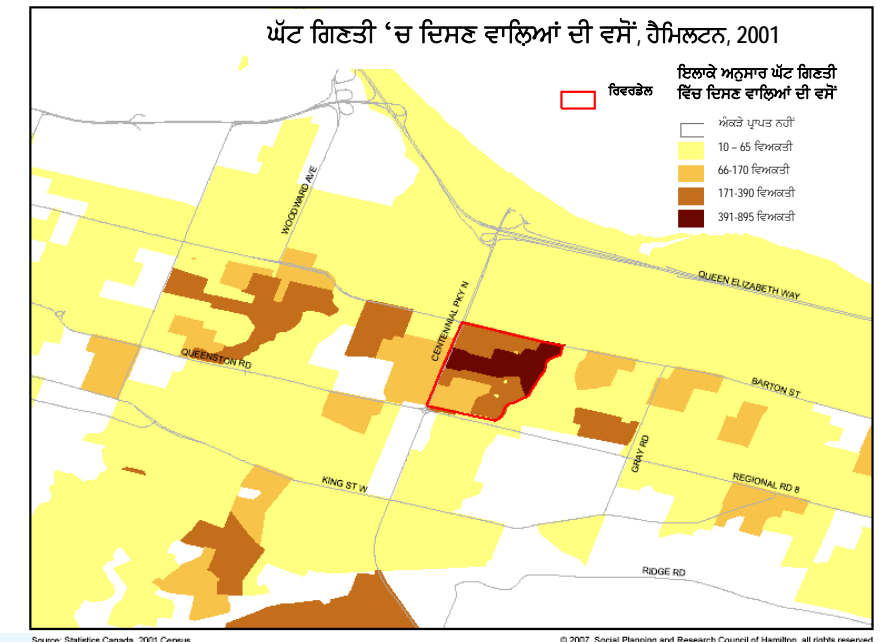 ਘੱਟ ਗਿਣਤੀ ‘ਚ ਦਿਸਣ ਵਾਲ਼ਿਆਂ ਦੀ ਵਸੋਂ, ਹੈਮਿਲਟਨ, 2001
ਰਿਵਰਡੇਲ
ਇਲਾਕੇ ਅਨੁਸਾਰ ਘੱਟ ਗਿਣਤੀ
ਵਿੱਚ ਦਿਸਣ ਵਾਲ਼ਿਆਂ ਦੀ ਵਸੋਂ
ਅੰਕੜੇ ਪ੍ਰਾਪਤ ਨਹੀਂ
10 – 65 ਵਿਅਕਤੀ
66-170 ਵਿਅਕਤੀ
171-390 ਵਿਅਕਤੀ
391-895 ਵਿਅਕਤੀ
WOODWARD AVE
QUEEN ELIZABETH WAY
CENTENNIAL PKY N
QUEENSTON RD
BARTON ST
GRAY RD
KING ST W
REGIONAL RD 8
RIDGE RD
Source: Statistics Canada, 2001 Census
© 2007, Social Planning and Research Council of Hamilton, all rights reserved